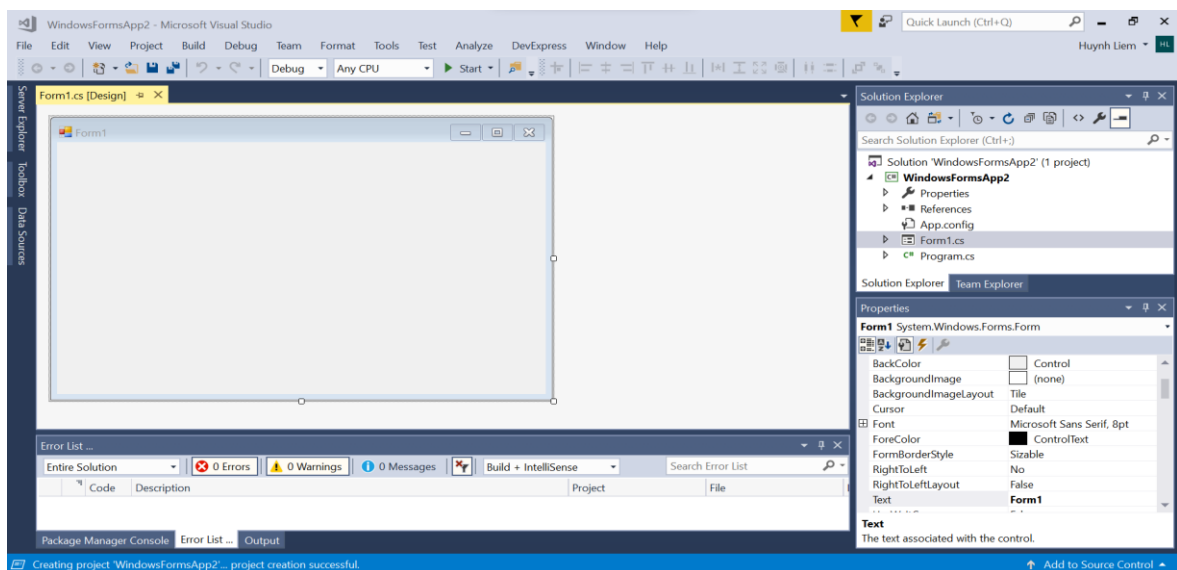 WindowsFormsApp2 - Microsoft Visual Studio
Quick Launch (Ctrl+Q)
File Edit View Project Build Debug Team Format Tools Test Analyze DevExpress Window Help
Huynh Liem HL
Debug Any CPU Start
Server Explorer
Toolbox
Data Sources
Form1.cs [Design]
Form1
Solution Explorer
Search Solution Explorer (Ctrl+;)
Solution 'WindowsFormsApp2' (1 project)
C# WindowsFormsApp2
Properties
References
App.config
Form1.cs
C# Program.cs
Solution Explorer Team Explorer
Properties
Form1 System.Windows.Forms.Form
BackColor Control
BackgroundImage (none)
BackgroundImageLayout Tile
Cursor Default
Font Microsoft Sans Serif, 8pt
ForeColor ControlText
FormBorderStyle Sizable
RightToLeft No
RightToLeftLayout False
Text Form1
Text
The text associated with the control.
Error List ...
Entire Solution 0 Errors 0 Warnings 0 Messages Build + IntelliSense Search Error List
Code Description Project File
Package Manager Console Error List ... Output
Creating project 'WindowsFormsApp2'... project creation successful.
Add to Source Control